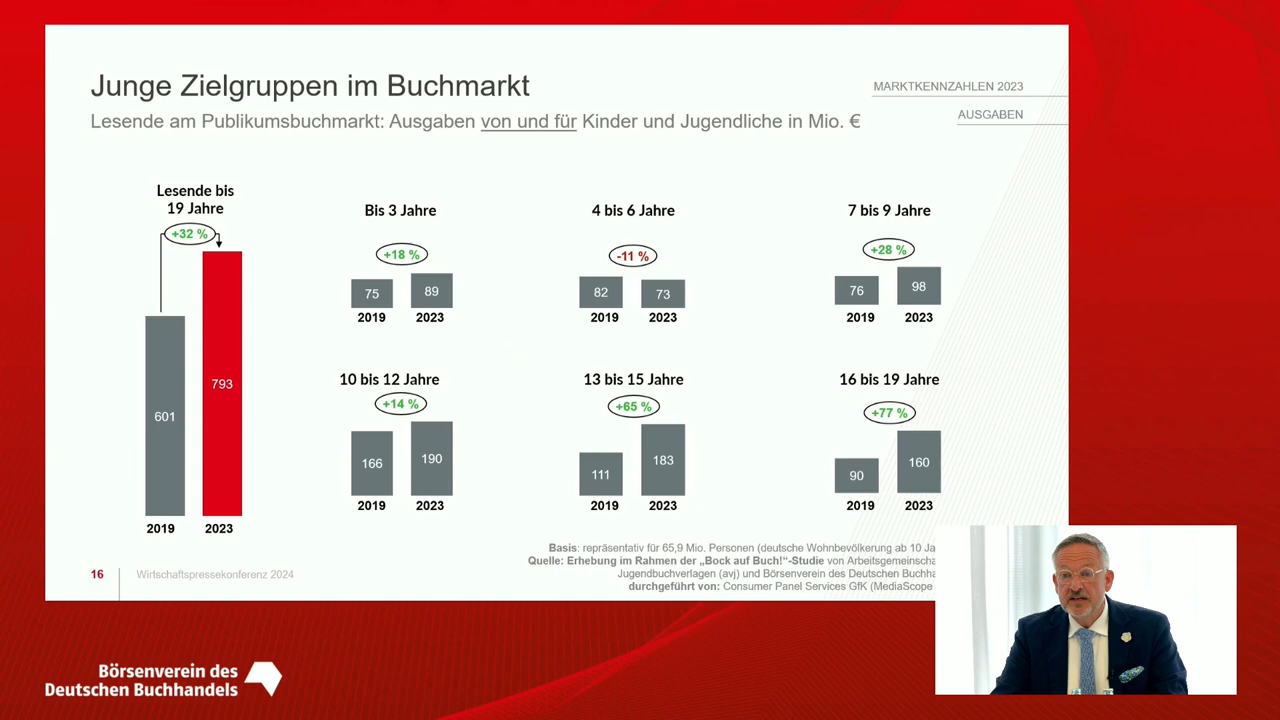 Junge Zielgruppen im Buchmarkt
Lesende am Publikumsbuchmarkt: Ausgaben von und für Kinder und Jugendliche in Mio. €
MARKTKENNZAHLEN 2023
AUSGABEN
Lesende bis
19 Jahre
+32 %
601
793
2019
2023
Bis 3 Jahre
+18 %
75
89
2019
2023
4 bis 6 Jahre
-11 %
82
73
2019
2023
7 bis 9 Jahre
+28 %
76
98
2019
2023
10 bis 12 Jahre
+14 %
166
190
2019
2023
13 bis 15 Jahre
+65 %
111
183
2019
2023
16 bis 19 Jahre
+77 %
90
160
2019
2023
Basis: repräsentativ für 65,9 Mio. Personen (deutsche Wohnbevölkerung ab 10 Ja
Quelle: Erhebung im Rahmen der „Bock auf Buch!“-Studie von Arbeitsgemeinscha
Jugendbuchverlagen (avj) und Börsenverein des Deutschen Buchha
durchgeführt von: Consumer Panel Services GfK (MediaScope
16
Wirtschaftspressekonferenz 2024
Börsenverein des
Deutschen Buchhandels